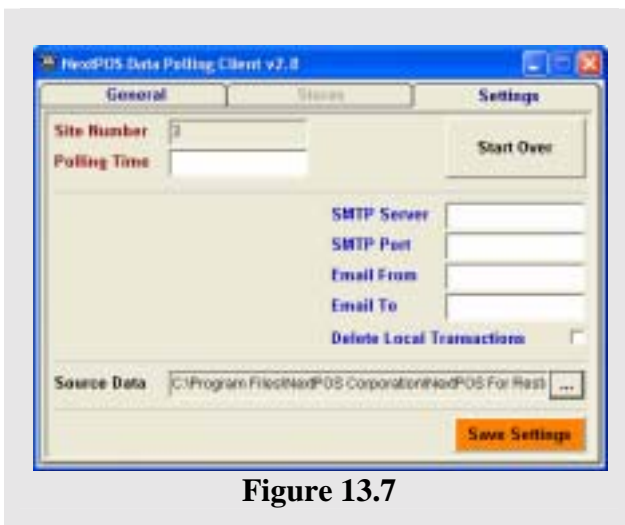 NextPOS Data Polling Client v2.0
General Stores Settings
Site Number 3
Start Over
Polling Time
SMTP Server
SMTP Port
Email From
Email To
Delete Local Transactions
Source Data C:\Program Files\NextPOS Corporation\NextPOS For Rest ...
Save Settings
Figure 13.7